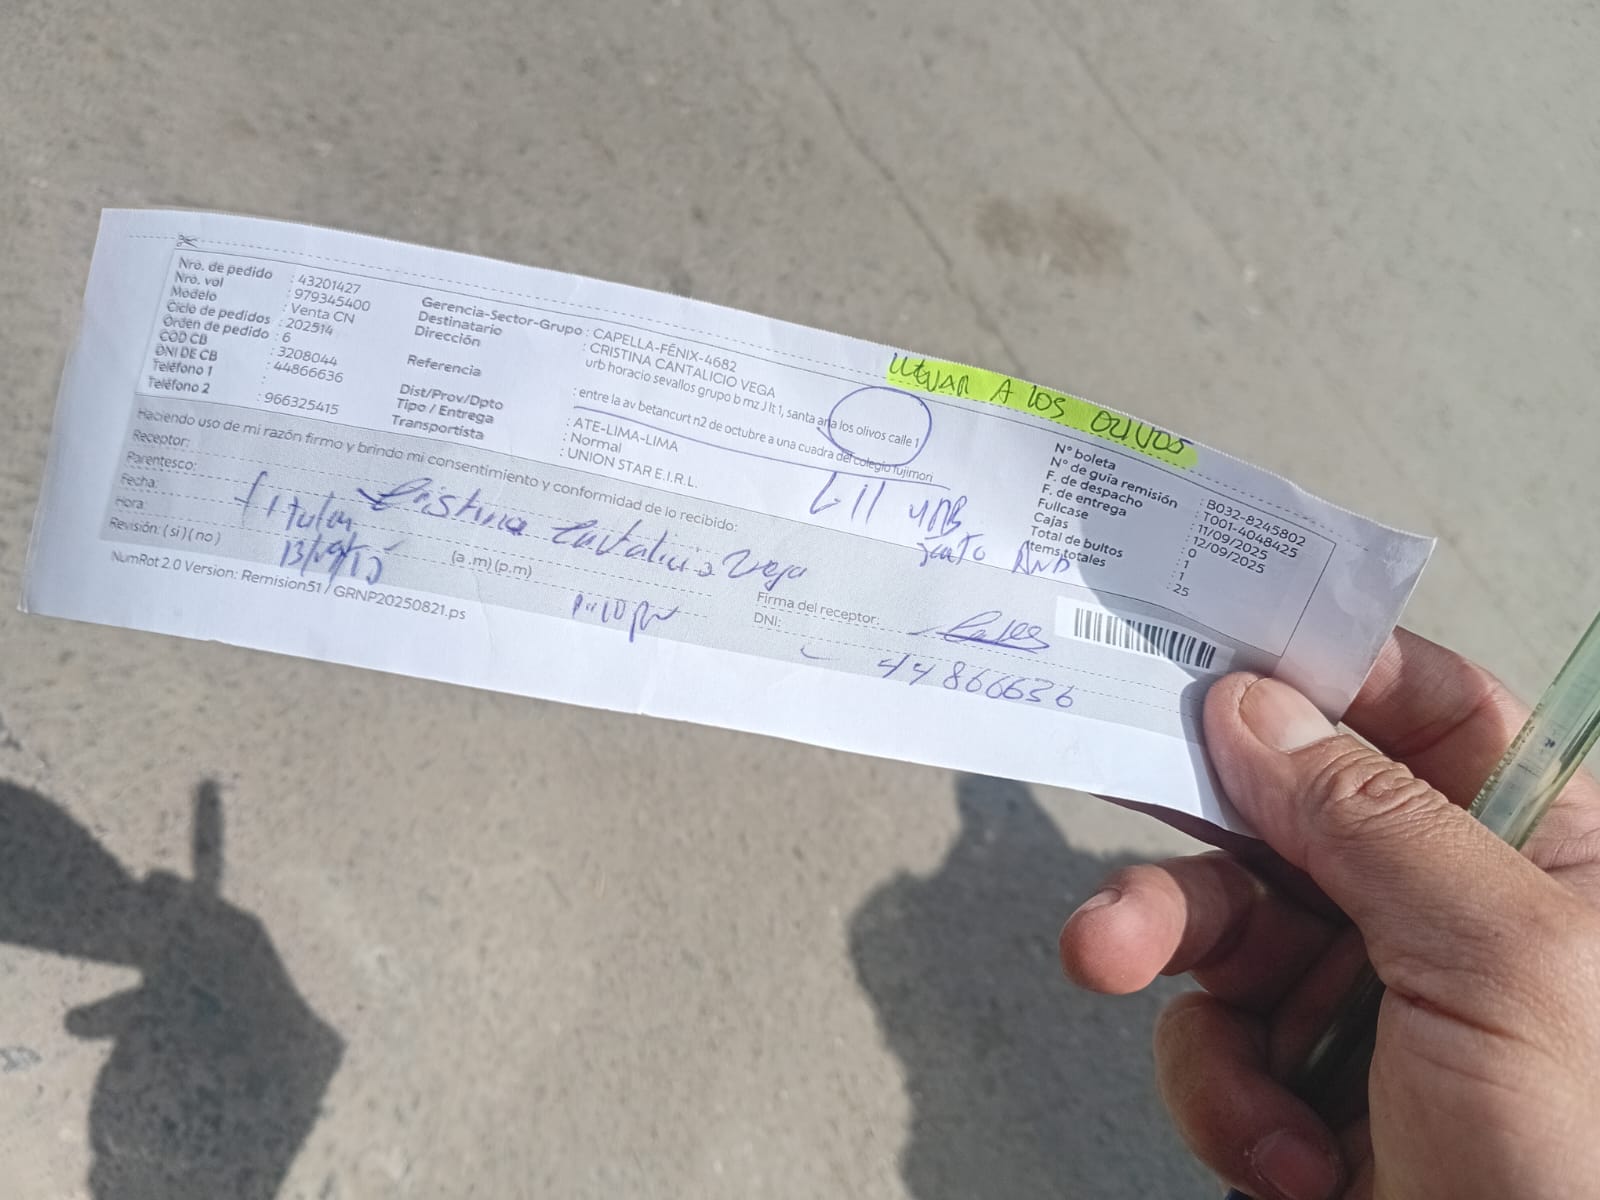 LLEVAR A LOS OLIVOS
Nro. de pedido : 43201427
Nro. vol : 979345400
Modelo : Venta CN
Ciclo de pedidos : 202514
Orden de pedido : 6
COD CB : 3208044
DNI DE CB : 44866636
Teléfono 1
Teléfono 2 : 966325415
Gerencia-Sector-Grupo : CAPELLA-FÉNIX-4682
Destinatario : CRISTINA CANTALICIO VEGA
Dirección : urb horacio sevallos grupo b mz J lt 1, santa ana los olivos calle 1
Referencia : entre la av betancurt n2 de octubre a una cuadra del colegio fujimori
Dist/Prov/Dpto : ATE-LIMA-LIMA
Tipo / Entrega : Normal
Transportista : UNION STAR E.I.R.L.
N° boleta : B032-8245802
N° de guía remisión : T001-4048425
F. de despacho : 11/09/2025
F. de entrega : 12/09/2025
Fullcase : 0
Cajas : 1
Total de bultos : 1
Ítems totales : 25
URB
Haciendo uso de mi razón firmo y brindo mi consentimiento y conformidad de lo recibido:
Receptor: Cristina Cantalicio Vega
Parentesco: Titular
Fecha:
Hora: (a.m) (p.m)
Revisión: (si) (no)
Firma del receptor:
DNI: 44866636
NumRot 2.0 Version: Remision51 / GRNP20250821.ps